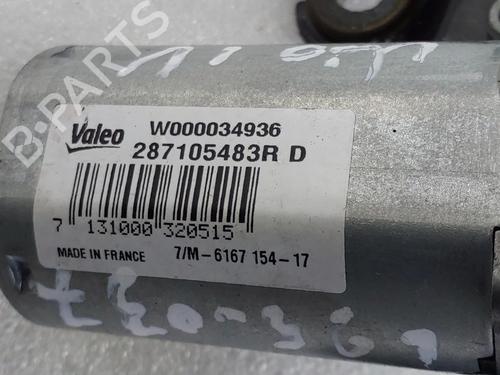 Valeo
W000034936
287105483R D
7 131000 320515
MADE IN FRANCE 7/M-6167 154-17
B-PARTS